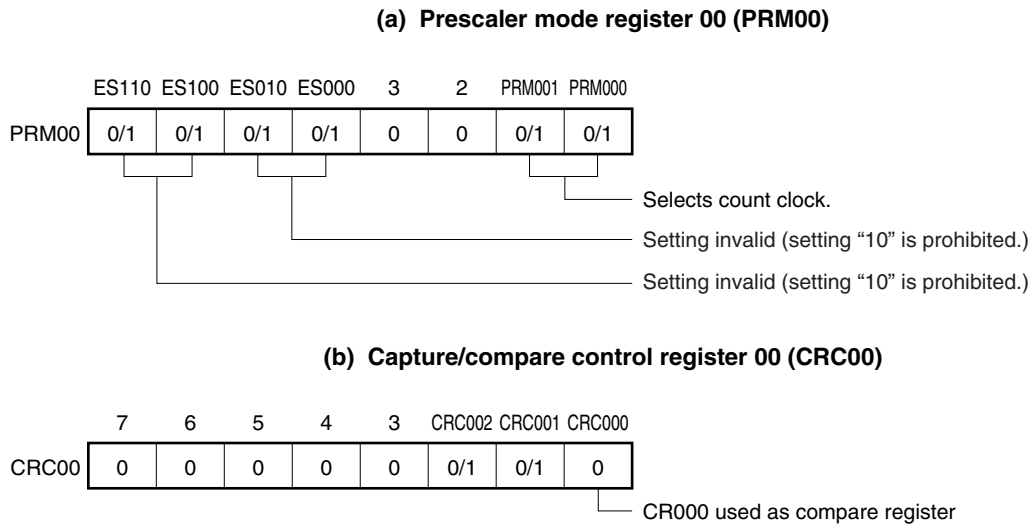 (a) Prescaler mode register 00 (PRM00)
ES110 ES100 ES010 ES000 3 2 PRM001 PRM000
PRM00 0/1 0/1 0/1 0/1 0 0 0/1 0/1
Selects count clock.
Setting invalid (setting “10” is prohibited.)
Setting invalid (setting “10” is prohibited.)
(b) Capture/compare control register 00 (CRC00)
7 6 5 4 3 CRC002 CRC001 CRC000
CRC00 0 0 0 0 0 0/1 0/1 0
CR000 used as compare register